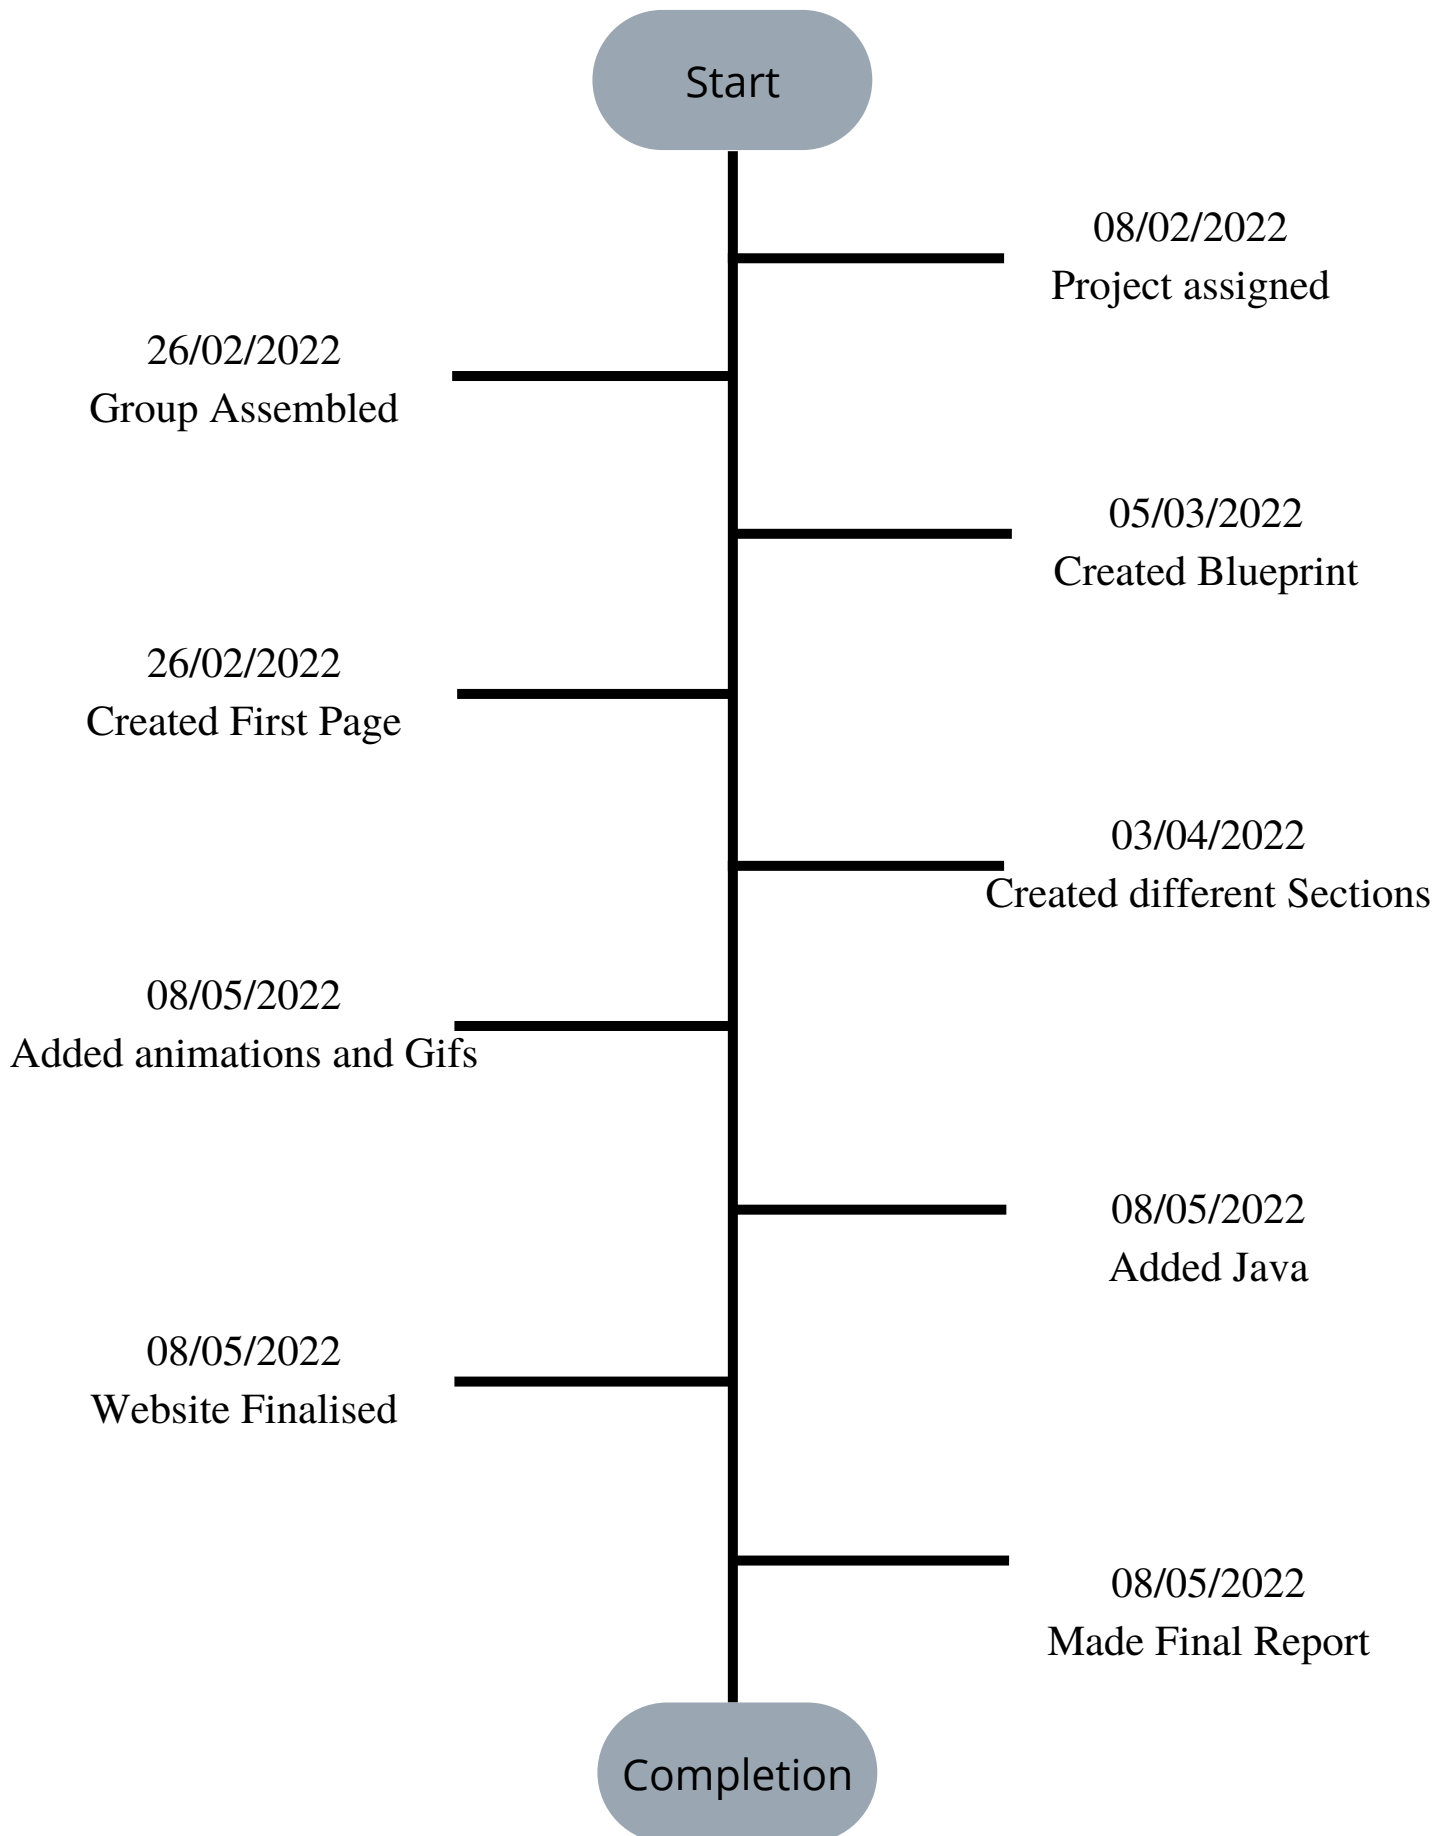 Start
08/02/2022
Project assigned
26/02/2022
Group Assembled
05/03/2022
Created Blueprint
26/02/2022
Created First Page
03/04/2022
Created different Sections
08/05/2022
Added animations and Gifs
08/05/2022
Added Java
08/05/2022
Website Finalised
08/05/2022
Made Final Report
Completion